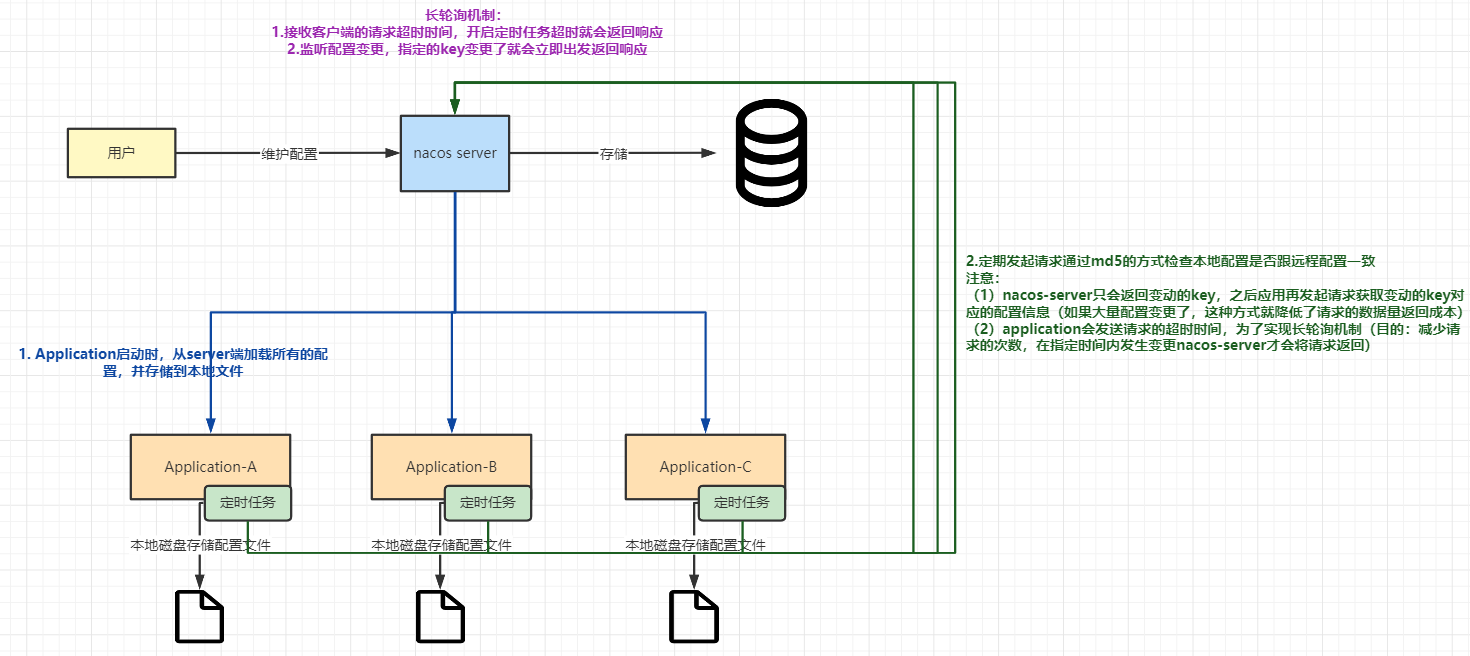 长轮询机制：
1.接收客户端的请求超时时间，开启定时任务超时就会返回响应
2.监听配置变更，指定的key变更了就会立即出发返回响应
用户
维护配置
nacos server
存储
2.定期发起请求通过md5的方式检查本地配置是否跟远程配置一致
注意：
（1）nacos-server只会返回变动的key，之后应用再发起请求获取变动的key对
应的配置信息（如果大量配置变更了，这种方式就降低了请求的数据量返回成本）
（2）application会发送请求的超时时间，为了实现长轮询机制（目的：减少请
求的次数，在指定时间内发生变更nacos-server才会将请求返回）
1. Application启动时，从server端加载所有的配
置，并存储到本地文件
Application-A
定时任务
Application-B
定时任务
Application-C
定时任务
本地磁盘存储配置文件
本地磁盘存储配置文件
本地磁盘存储配置文件